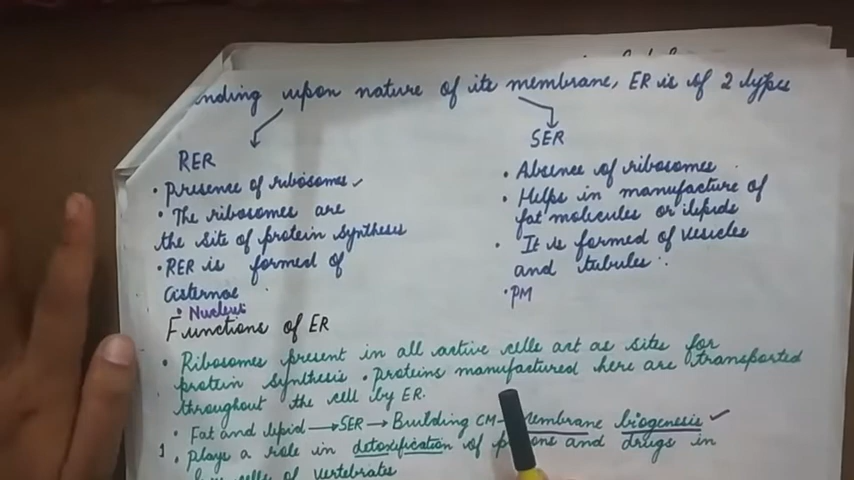 nding upon nature of its membrane, ER is of 2 types
RER
• Presence of ribosomes ✓
• The ribosomes are
the site of protein synthesis
• RER is formed of
Cisternae
• Nucleus
SER
• Absence of ribosomes
• Helps in manufacture of
fat molecules or lipids
• It is formed of vesicles
and tubules
• PM
Functions of ER
• Ribosomes present in all active cells act as sites for
protein synthesis. Proteins manufactured here are transported
throughout the cell by ER.
• Fat and lipid → SER → Building CM - Membrane biogenesis ✓
• Plays a role in detoxification of and drugs in
cells of vertebrates